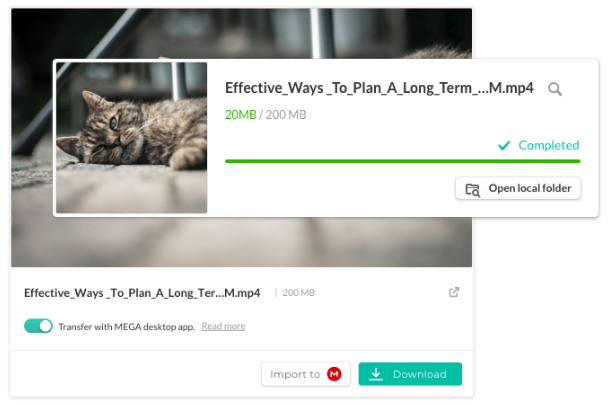 Effective_Ways _To_Plan_A_Long_Term_...M.mp4
20MB / 200 MB
Completed
Open local folder
Effective_Ways _To_Plan_A_Long_Ter...M.mp4 | 200 MB
Transfer with MEGA desktop app. Read more
Import to M
Download